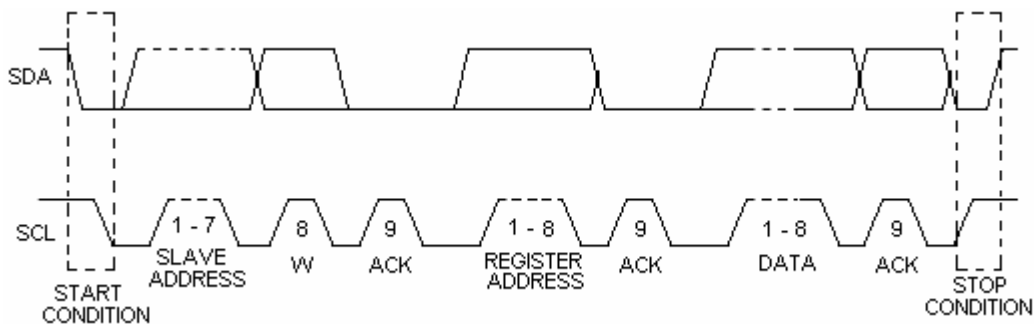 SDA
SCL
1 - 7
8
9
1 - 8
9
1 - 8
9
SLAVE
ADDRESS
W
ACK
REGISTER
ADDRESS
ACK
DATA
ACK
START
CONDITION
STOP
CONDITION